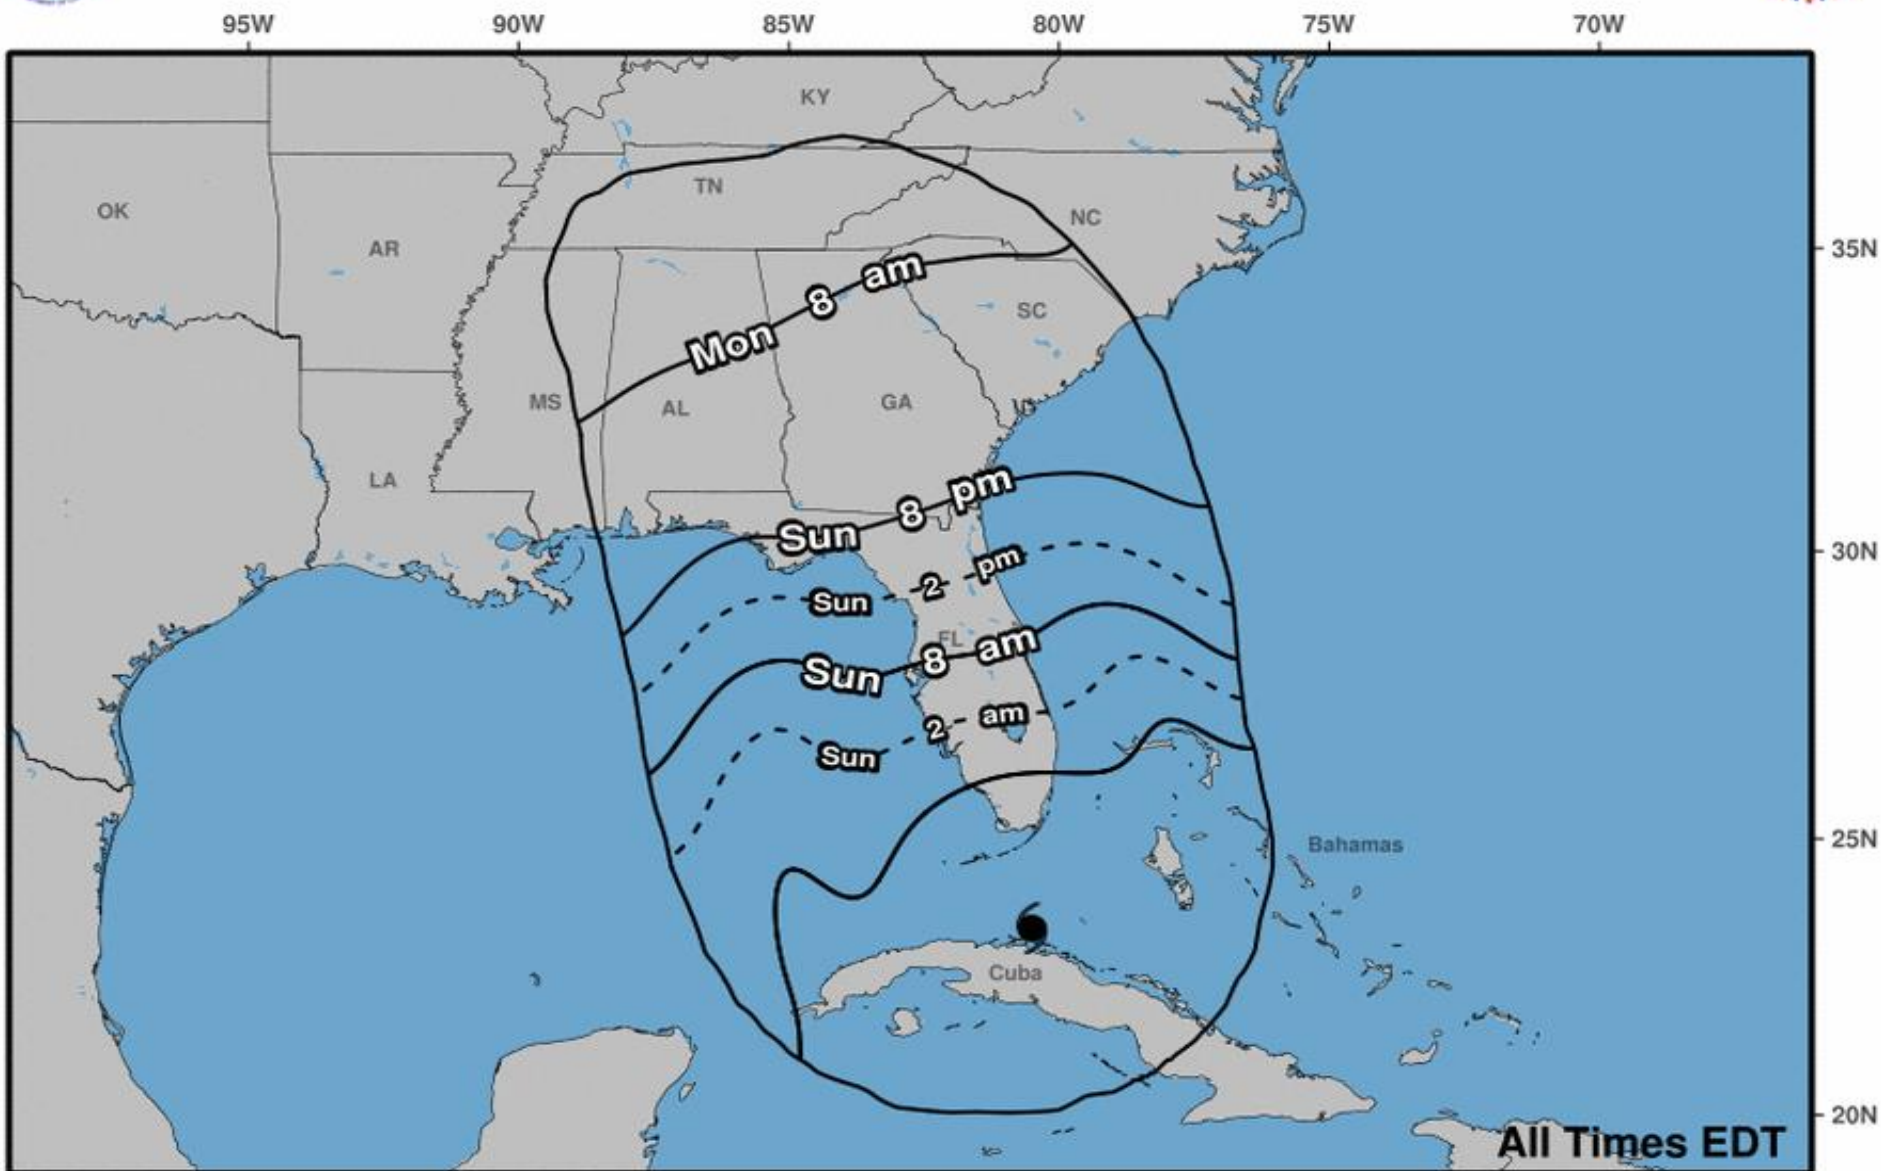 95W 90W 85W 80W 75W 70W
KY
TN
OK
NC
AR
35N
Mon 8 am
SC
MS
AL
GA
LA
Sun 8 pm
30N
Sun 2 pm
FL
Sun 8 am
Sun 2 am
Bahamas
25N
Cuba
20N
All Times EDT